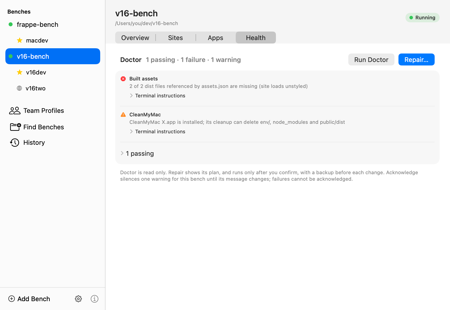 Benches
frappe-bench
macdev
v16-bench
v16dev
v16two
Team Profiles
Find Benches
History
Add Bench
v16-bench
/Users/you/dev/v16-bench
Running
Overview
Sites
Apps
Health
Doctor 1 passing · 1 failure · 1 warning
Run Doctor
Repair...
Built assets
2 of 2 dist files referenced by assets.json are missing (site loads unstyled)
Terminal instructions
CleanMyMac
CleanMyMac X.app is installed; its cleanup can delete env/, node_modules and public/dist
Terminal instructions
1 passing
Doctor is read only. Repair shows its plan, and runs only after you confirm, with a backup before each change. Acknowledge
silences one warning for this bench until its message changes; failures cannot be acknowledged.